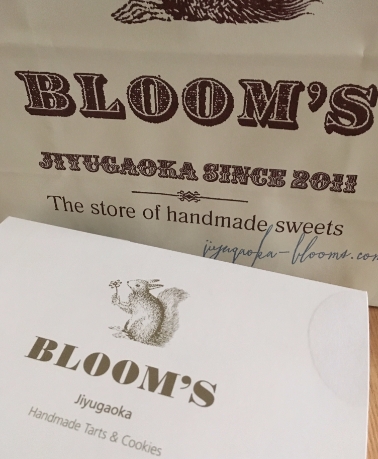 BLOOM'S
JIYUGAOKA SINCE 2011
The store of handmade sweets
jiyugaoka-blooms.com
BLOOM'S
Jiyugaoka
Handmade Tarts & Cookies